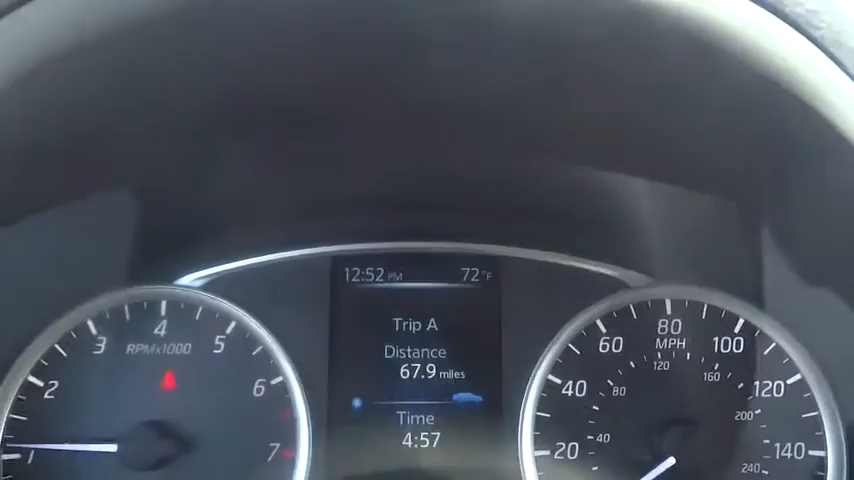 12:52 PM 72°F
Trip A
Distance
67.9 miles
Time
4:57
1 2 3 4 5 6 7
RPMx1000
20 40 60 80 100 120 140
MPH
40 80 120 160 200 240